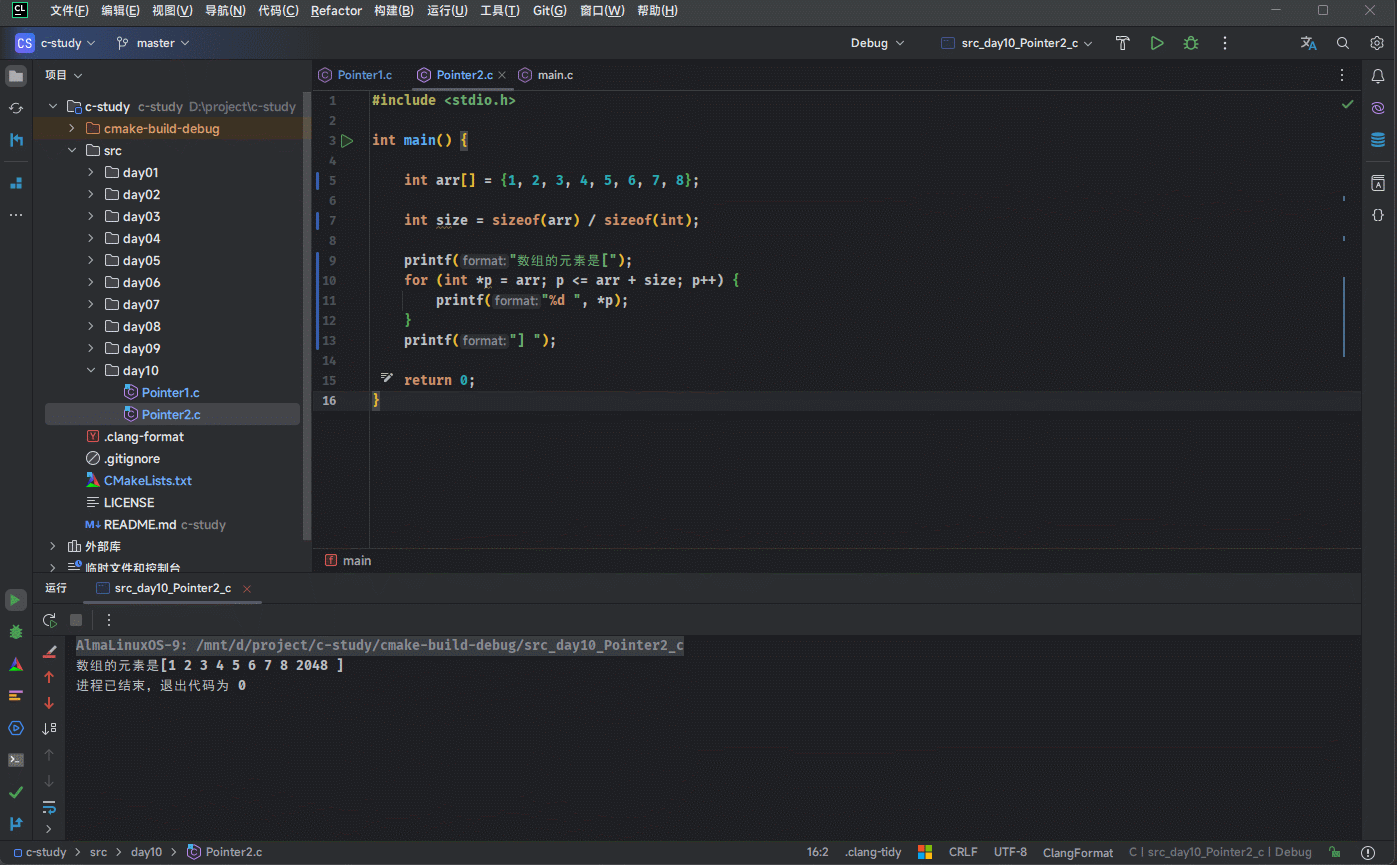 CL 文件(F) 编辑(E) 视图(V) 导航(N) 代码(C) Refactor 构建(B) 运行(U) 工具(T) Git(G) 窗口(W) 帮助(H)
CS c-study master Debug src_day10_Pointer2_c
项目
Pointer1.c Pointer2.c main.c
c-study c-study D:\project\c-study
cmake-build-debug
src
day01
day02
day03
day04
day05
day06
day07
day08
day09
day10
Pointer1.c
Pointer2.c
.clang-format
.gitignore
CMakeLists.txt
LICENSE
M↓ README.md c-study
外部库
临时文件和控制台
1 #include <stdio.h>
2
3 int main() {
4
5 int arr[] = {1, 2, 3, 4, 5, 6, 7, 8};
6
7 int size = sizeof(arr) / sizeof(int);
8
9 printf( format: "数组的元素是[");
10 for (int *p = arr; p <= arr + size; p++) {
11 printf( format: "%d ", *p);
12 }
13 printf( format: "] ");
14
15 return 0;
16 }
f main
运行 src_day10_Pointer2_c
AlmaLinuxOS-9: /mnt/d/project/c-study/cmake-build-debug/src_day10_Pointer2_c
数组的元素是[1 2 3 4 5 6 7 8 2048 ]
进程已结束，退出代码为 0
c-study > src > day10 > Pointer2.c 16:2 .clang-tidy CRLF UTF-8 ClangFormat C | src_day10_Pointer2_c | Debug